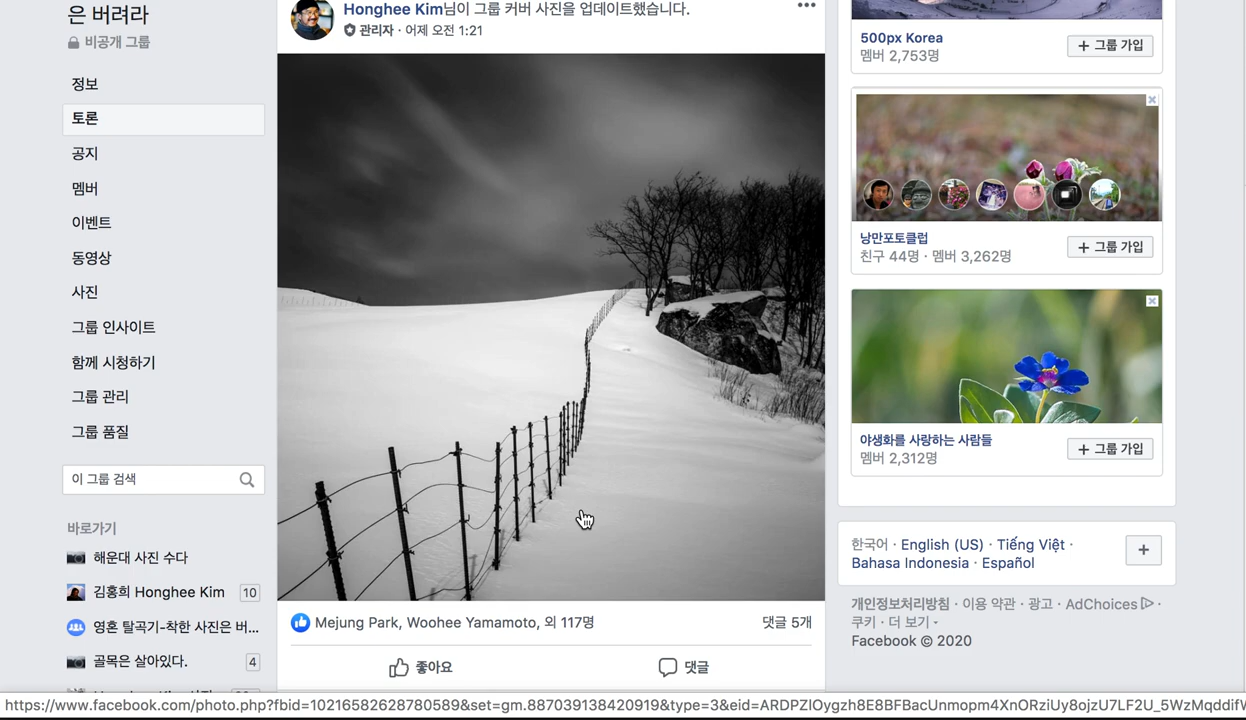 은 버려라
비공개 그룹
정보
토론
공지
멤버
이벤트
동영상
사진
그룹 인사이트
함께 시청하기
그룹 관리
그룹 품질
이 그룹 검색
바로가기
해운대 사진 수다
김홍희 Honghee Kim 10
영혼 탈곡기-착한 사진은 버...
골목은 살아있다. 4
Honghee Kim님이 그룹 커버 사진을 업데이트했습니다.
관리자 · 어제 오전 1:21
Mejung Park, Woohee Yamamoto, 외 117명
댓글 5개
좋아요
댓글
500px Korea
멤버 2,753명
+ 그룹 가입
낭만포토클럽
친구 44명 · 멤버 3,262명
+ 그룹 가입
야생화를 사랑하는 사람들
멤버 2,312명
+ 그룹 가입
한국어 · English (US) · Tiếng Việt ·
Bahasa Indonesia · Español
개인정보처리방침 · 이용 약관 · 광고 · AdChoices ·
쿠키 · 더 보기
Facebook © 2020
https://www.facebook.com/photo.php?fbid=10216582628780589&set=gm.887039138420919&type=3&eid=ARDPZlOygzh8E8BFBacUnmopm4XnORziUy8ojzU7LF2U_5WzMqddifW